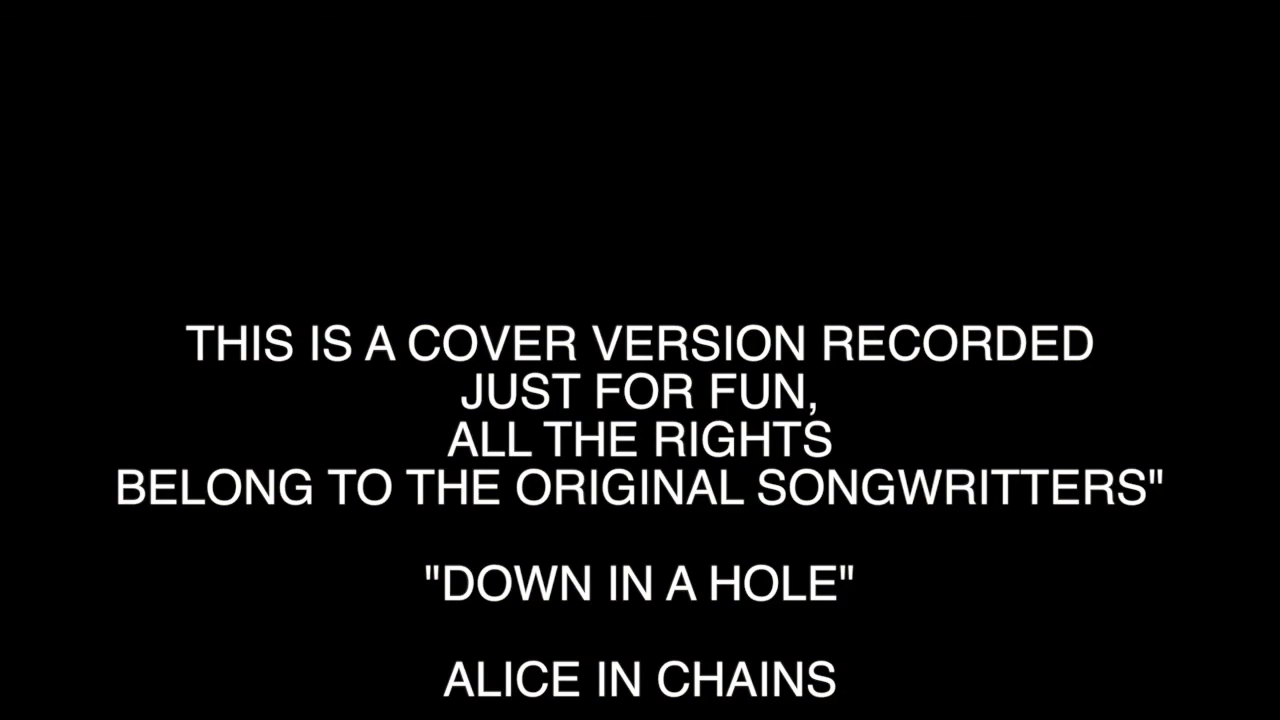 THIS IS A COVER VERSION RECORDED
JUST FOR FUN,
ALL THE RIGHTS
BELONG TO THE ORIGINAL SONGWRITTERS"
"DOWN IN A HOLE"
ALICE IN CHAINS